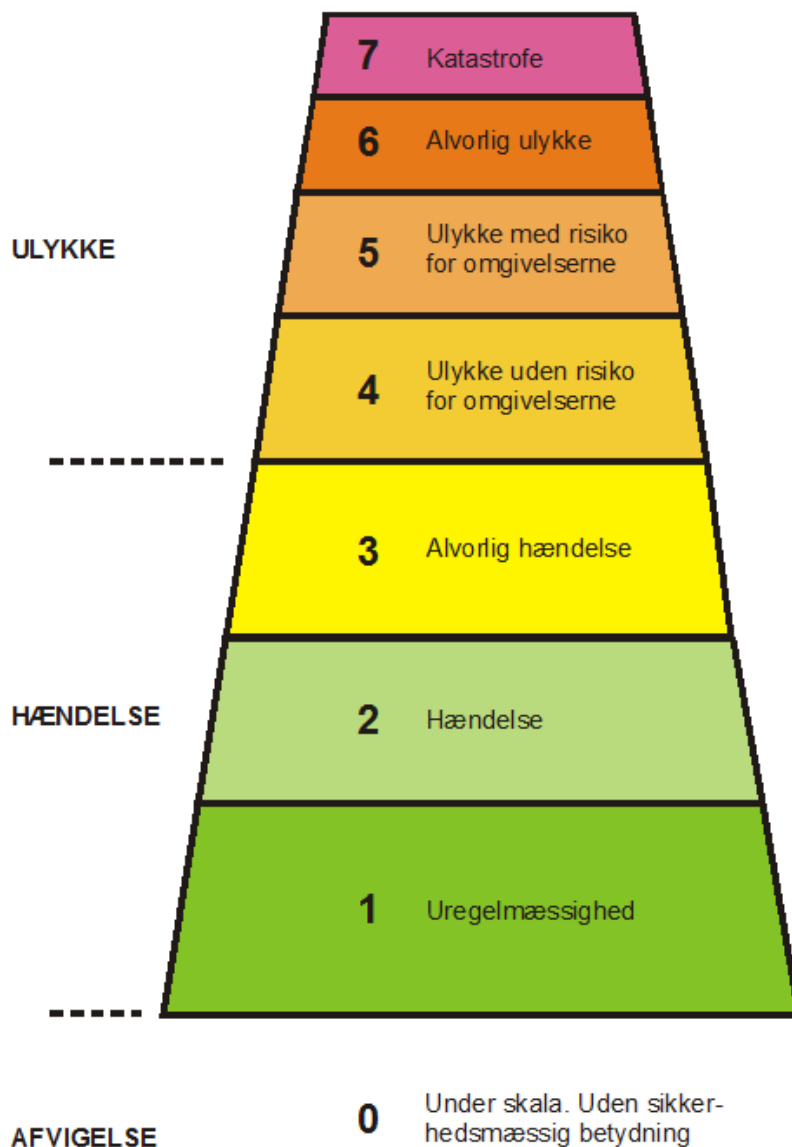 7 Katastrofe
6 Alvorlig ulykke
ULYKKE
5 Ulykke med risiko
for omgivelserne
4 Ulykke uden risiko
for omgivelserne
3 Alvorlig hændelse
HÆNDELSE
2 Hændelse
1 Uregelmæssighed
AFVIGELSE
0 Under skala. Uden sikker-
hedsmæssig betydning